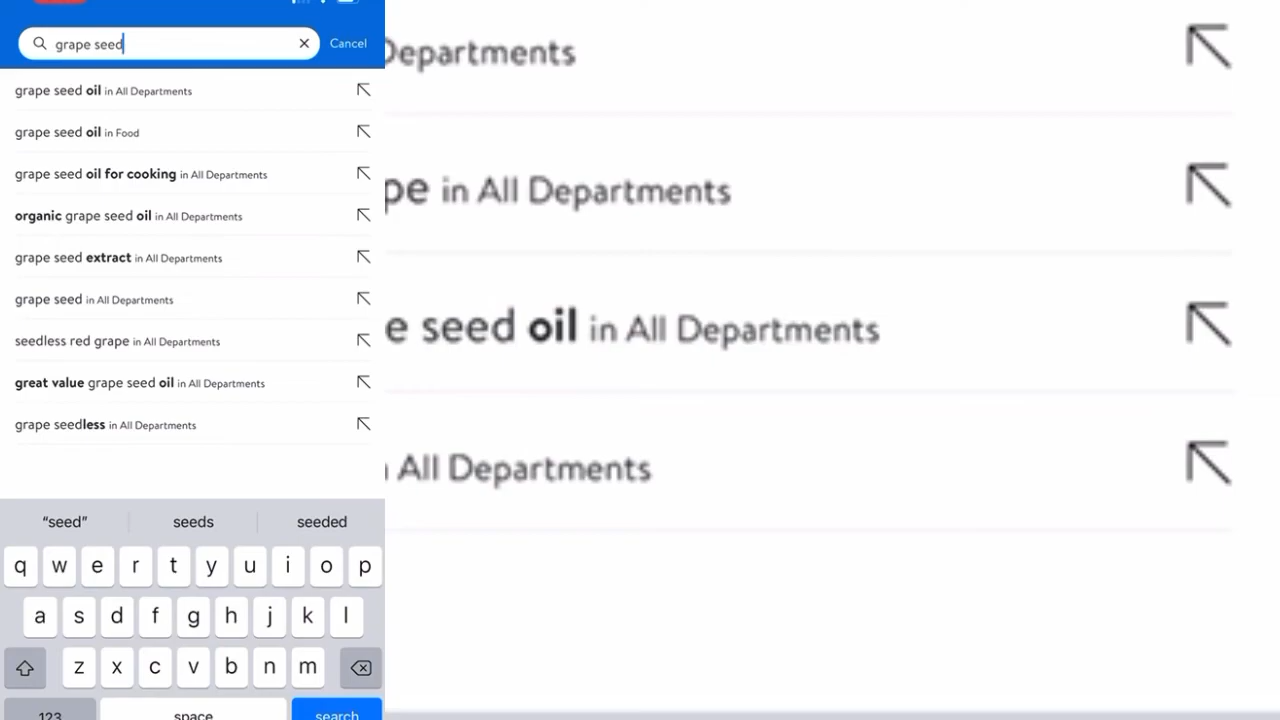 grape seed
Cancel
grape seed oil in All Departments
grape seed oil in Food
grape seed oil for cooking in All Departments
organic grape seed oil in All Departments
grape seed extract in All Departments
grape seed in All Departments
seedless red grape in All Departments
great value grape seed oil in All Departments
grape seedless in All Departments
“seed” seeds seeded
q w e r t y u i o p
a s d f g h j k l
z x c v b n m
123 space search
Departments
pe in All Departments
e seed oil in All Departments
All Departments